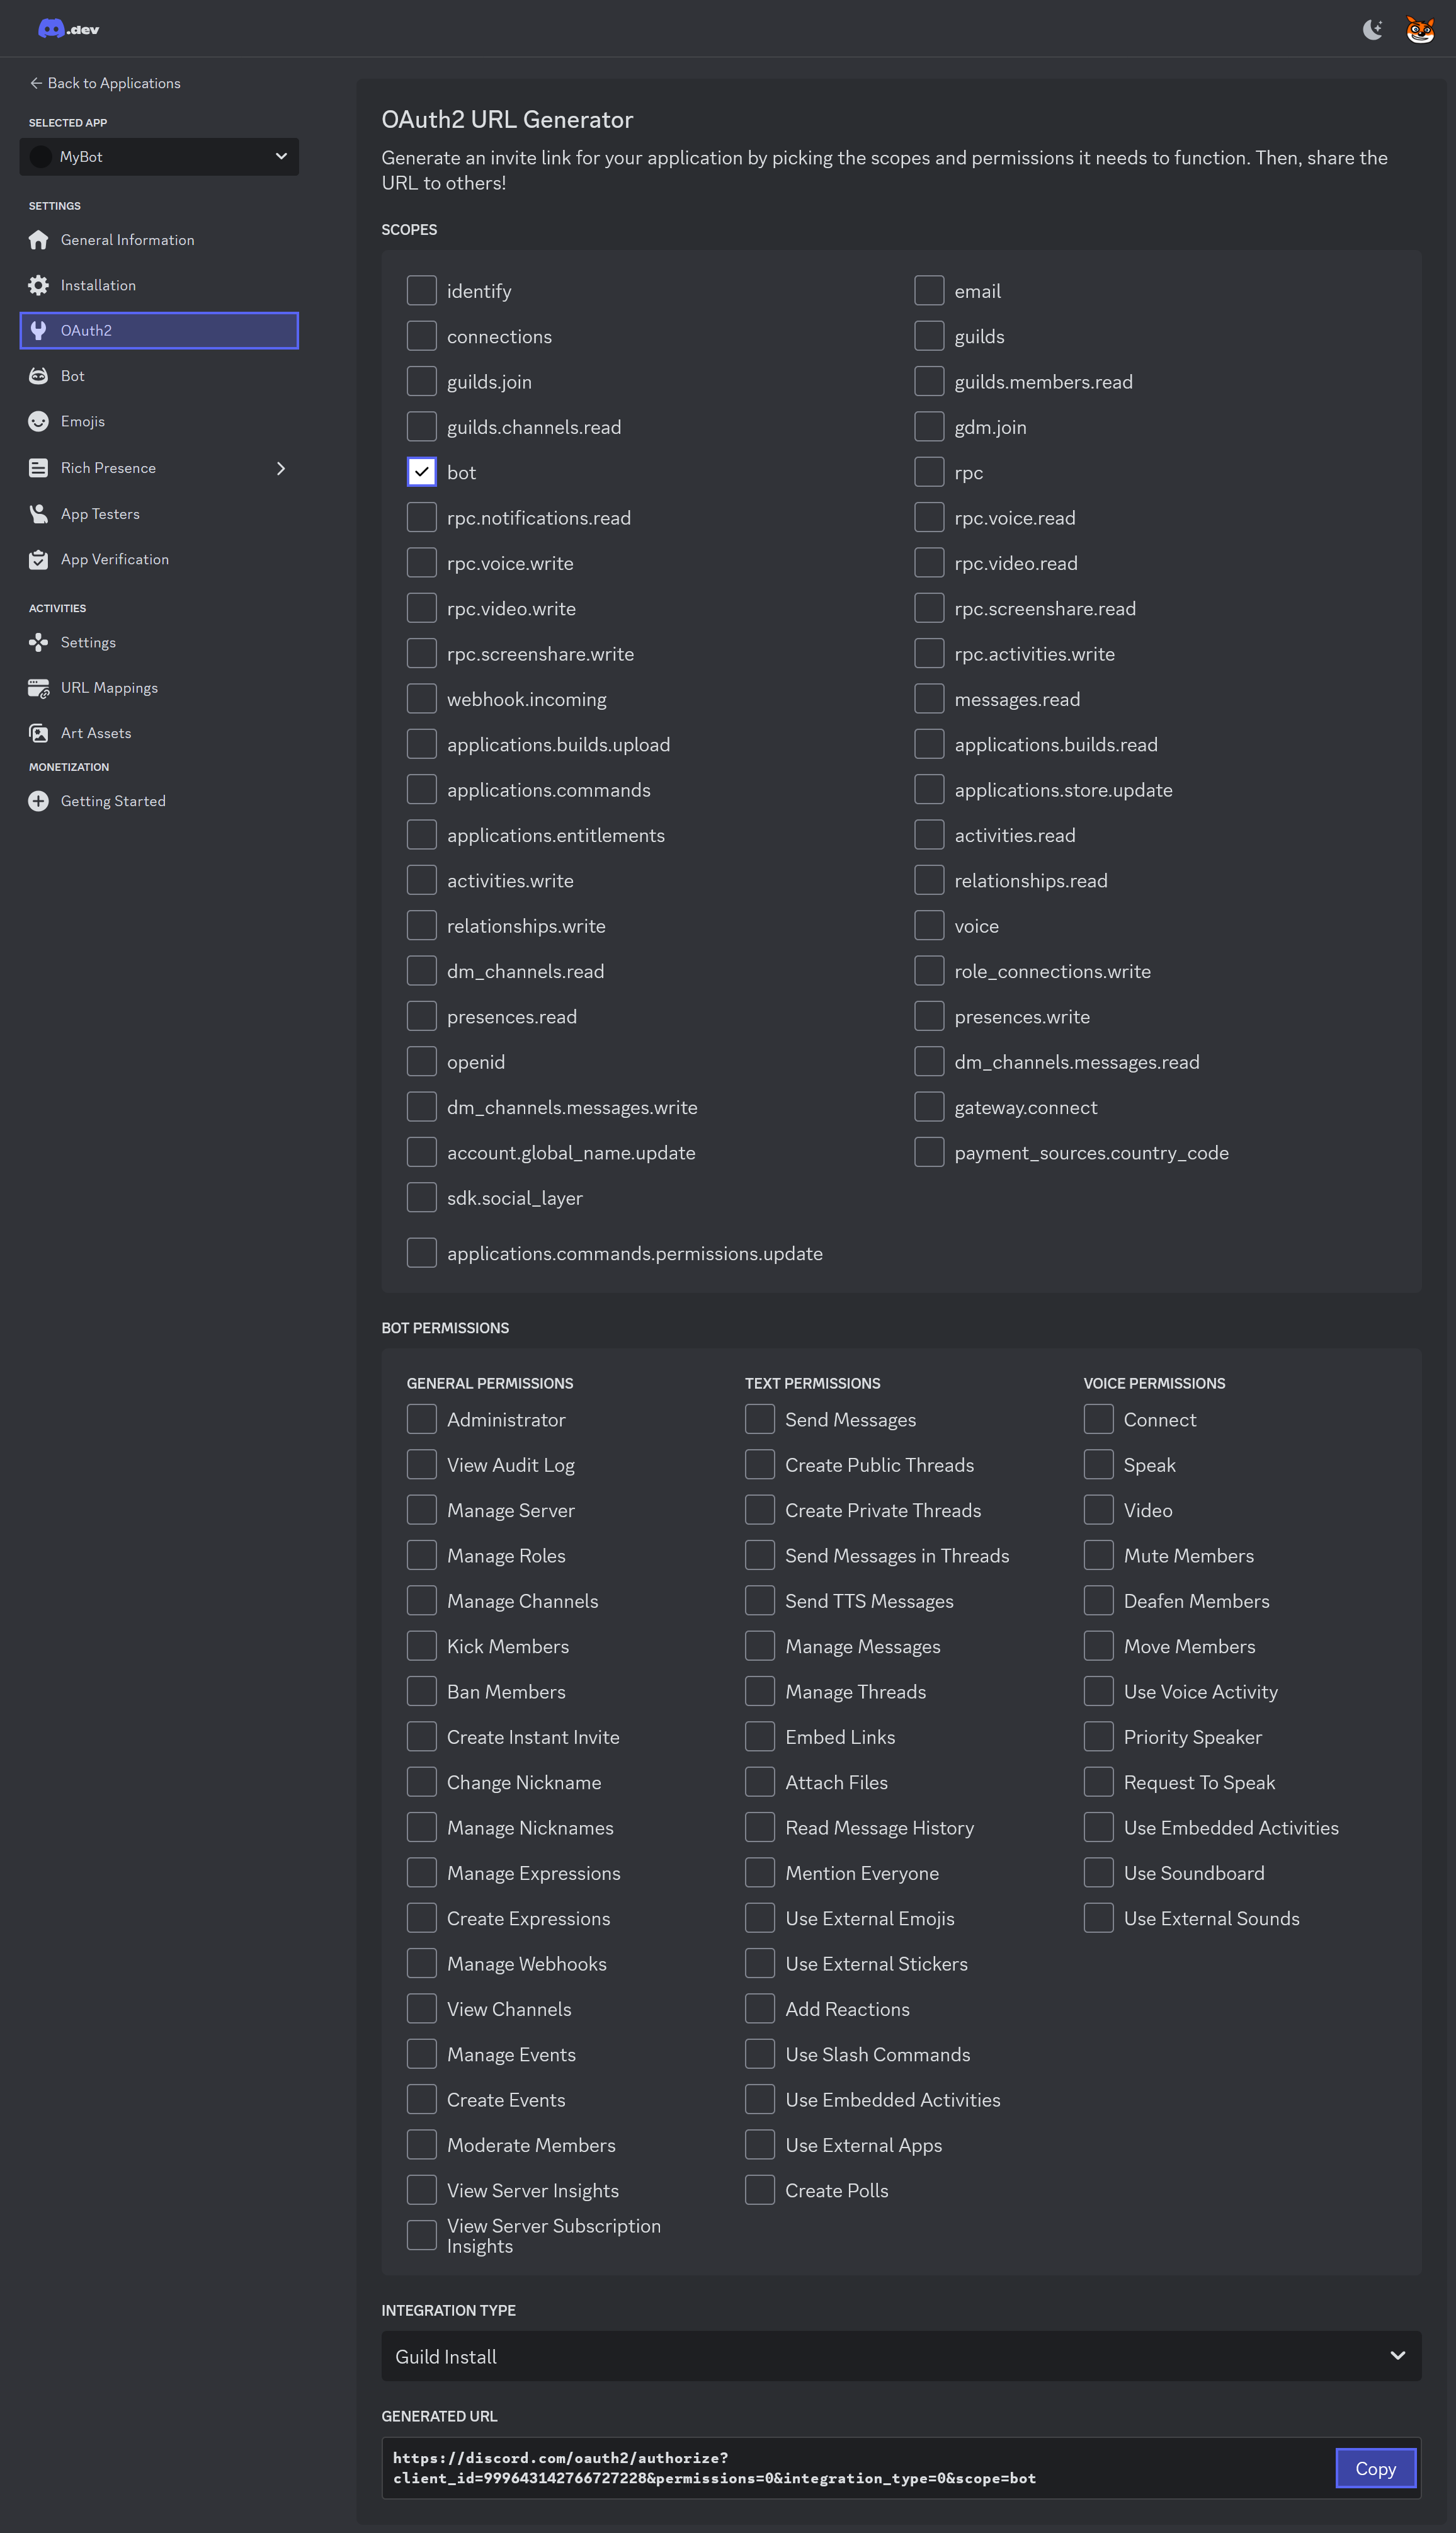 .dev
Back to Applications
SELECTED APP
MyBot
SETTINGS
General Information
Installation
OAuth2
Bot
Emojis
Rich Presence
App Testers
App Verification
ACTIVITIES
Settings
URL Mappings
Art Assets
MONETIZATION
Getting Started
OAuth2 URL Generator
Generate an invite link for your application by picking the scopes and permissions it needs to function. Then, share the
URL to others!
SCOPES
identify
email
connections
guilds
guilds.join
guilds.members.read
guilds.channels.read
gdm.join
bot
rpc
rpc.notifications.read
rpc.voice.read
rpc.voice.write
rpc.video.read
rpc.video.write
rpc.screenshare.read
rpc.screenshare.write
rpc.activities.write
webhook.incoming
messages.read
applications.builds.upload
applications.builds.read
applications.commands
applications.store.update
applications.entitlements
activities.read
activities.write
relationships.read
relationships.write
voice
dm_channels.read
role_connections.write
presences.read
presences.write
openid
dm_channels.messages.read
dm_channels.messages.write
gateway.connect
account.global_name.update
payment_sources.country_code
sdk.social_layer
applications.commands.permissions.update
BOT PERMISSIONS
GENERAL PERMISSIONS
Administrator
View Audit Log
Manage Server
Manage Roles
Manage Channels
Kick Members
Ban Members
Create Instant Invite
Change Nickname
Manage Nicknames
Manage Expressions
Create Expressions
Manage Webhooks
View Channels
Manage Events
Create Events
Moderate Members
View Server Insights
View Server Subscription
Insights
TEXT PERMISSIONS
Send Messages
Create Public Threads
Create Private Threads
Send Messages in Threads
Send TTS Messages
Manage Messages
Manage Threads
Embed Links
Attach Files
Read Message History
Mention Everyone
Use External Emojis
Use External Stickers
Add Reactions
Use Slash Commands
Use Embedded Activities
Use External Apps
Create Polls
VOICE PERMISSIONS
Connect
Speak
Video
Mute Members
Deafen Members
Move Members
Use Voice Activity
Priority Speaker
Request To Speak
Use Embedded Activities
Use Soundboard
Use External Sounds
INTEGRATION TYPE
Guild Install
GENERATED URL
https://discord.com/oauth2/authorize?
client_id=999643142766727228&permissions=0&integration_type=0&scope=bot
Copy